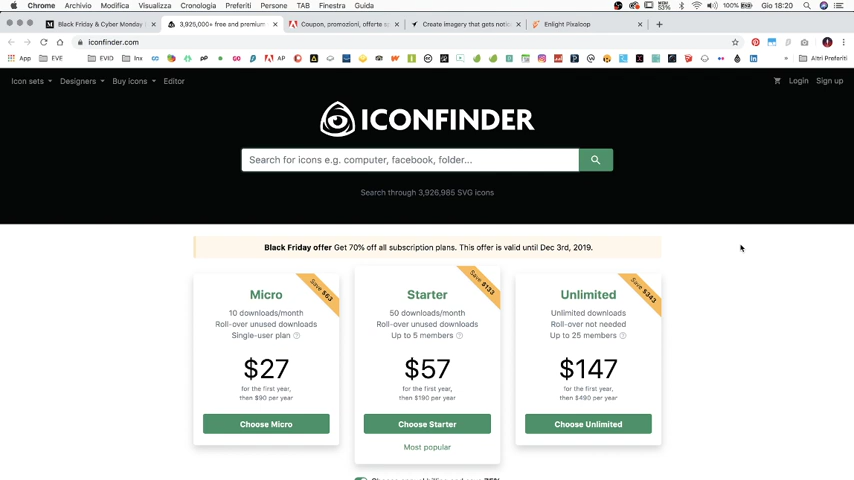 Chrome Archivio Modifica Visualizza Cronologia Preferiti Persone TAB Finestra Guida 100% Gio 18:20
Black Friday & Cyber Monday 3,925,000+ free and premium Coupon, promozioni, offerte s Create imagery that gets notic Enlight Pixaloop
iconfinder.com
App EVE EVID Inx AP Altri Preferiti
Icon sets Designers Buy icons Editor Login Sign up
ICONFINDER
Search for icons e.g. computer, facebook, folder...
Search through 3,926,985 SVG icons
Black Friday offer Get 70% off all subscription plans. This offer is valid until Dec 3rd, 2019.
Save $63
Micro
10 downloads/month
Roll-over unused downloads
Single-user plan
$27
for the first year,
then $90 per year
Choose Micro
Save $133
Starter
50 downloads/month
Roll-over unused downloads
Up to 5 members
$57
for the first year,
then $190 per year
Choose Starter
Most popular
Save $343
Unlimited
Unlimited downloads
Roll-over not needed
Up to 25 members
$147
for the first year,
then $490 per year
Choose Unlimited